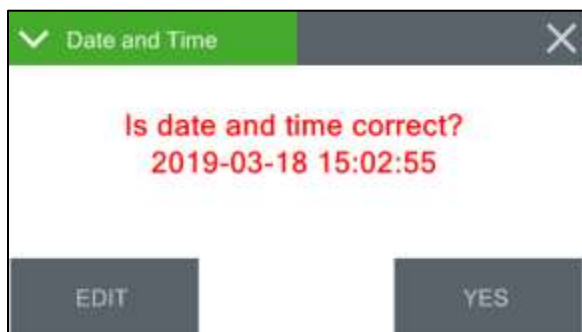 Date and Time
Is date and time correct?
2019-03-18 15:02:55
EDIT YES